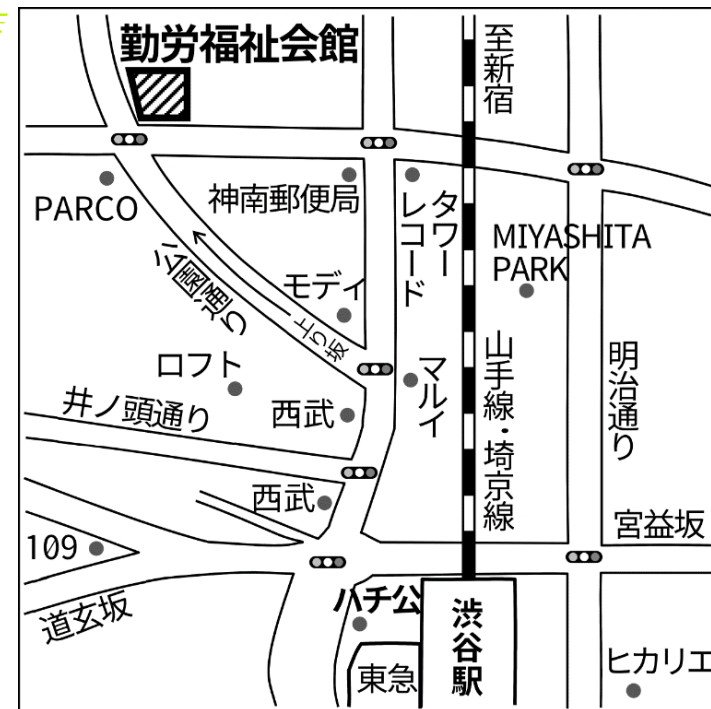 勤労福祉会館
至新宿
PARCO
神南郵便局
タワー
レコード
MIYASHITA
PARK
公園通り
モディ
上り坂
ロフト
マルイ
山手線・埼京線
明治通り
井ノ頭通り
西武
西武
宮益坂
109
道玄坂
ハチ公
渋谷駅
東急
ヒカリエ